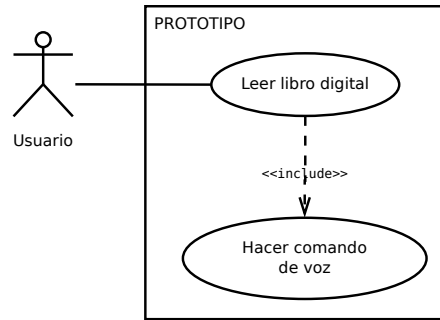 PROTOTIPO
Leer libro digital
Usuario
<<include>>
Hacer comando
de voz